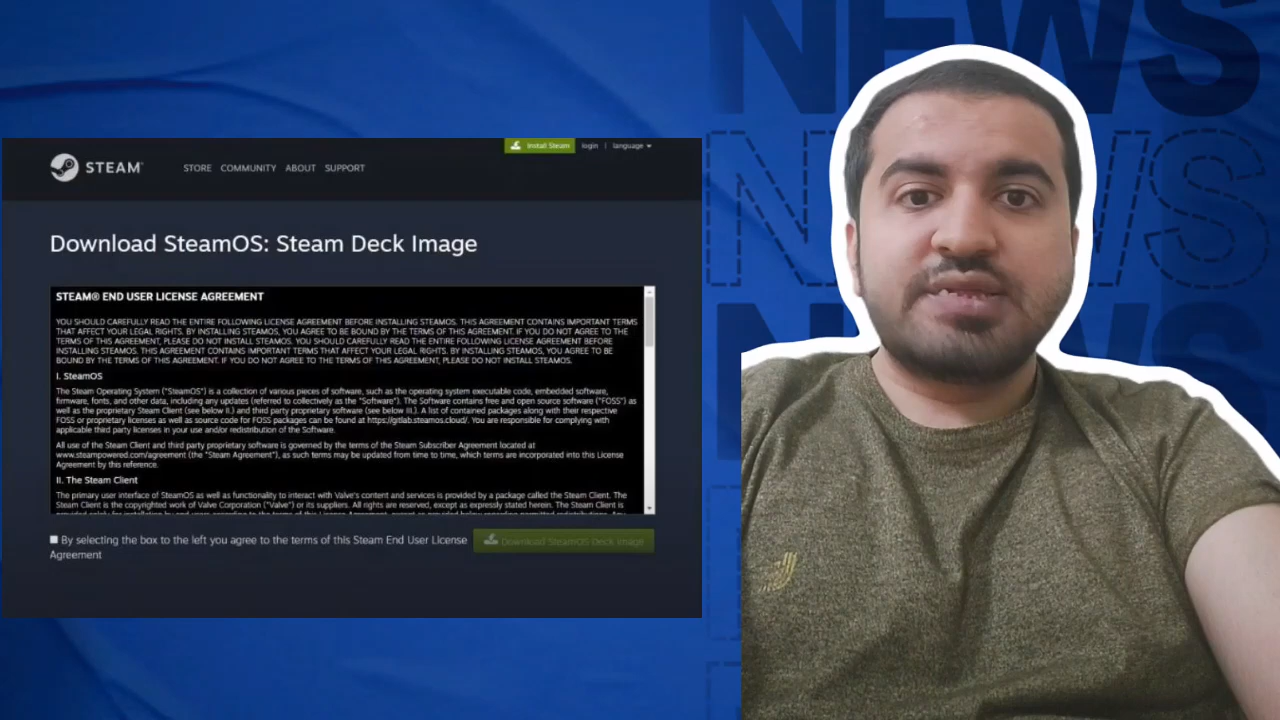 NEWS
NEWS
NEWS
Install Steam login | language
STEAM® STORE COMMUNITY ABOUT SUPPORT
Download SteamOS: Steam Deck Image
STEAM® END USER LICENSE AGREEMENT
YOU SHOULD CAREFULLY READ THE ENTIRE FOLLOWING LICENSE AGREEMENT BEFORE INSTALLING STEAMOS. THIS AGREEMENT CONTAINS IMPORTANT TERMS
THAT AFFECT YOUR LEGAL RIGHTS. BY INSTALLING STEAMOS, YOU AGREE TO BE BOUND BY THE TERMS OF THIS AGREEMENT. IF YOU DO NOT AGREE TO THE
TERMS OF THIS AGREEMENT, PLEASE DO NOT INSTALL STEAMOS. YOU SHOULD CAREFULLY READ THE ENTIRE FOLLOWING LICENSE AGREEMENT BEFORE
INSTALLING STEAMOS. THIS AGREEMENT CONTAINS IMPORTANT TERMS THAT AFFECT YOUR LEGAL RIGHTS. BY INSTALLING STEAMOS, YOU AGREE TO BE
BOUND BY THE TERMS OF THIS AGREEMENT. IF YOU DO NOT AGREE TO THE TERMS OF THIS AGREEMENT, PLEASE DO NOT INSTALL STEAMOS.
I. SteamOS
The Steam Operating System ("SteamOS") is a collection of various pieces of software, such as the operating system executable code, embedded software,
firmware, fonts, and other data, including any updates (referred to collectively as the "Software"). The Software contains free and open source software ("FOSS") as
well as the proprietary Steam Client (see below II.) and third party proprietary software (see below III.). A list of contained packages along with their respective
FOSS or proprietary licenses as well as source code for FOSS packages can be found at https://gitlab.steamos.cloud/. You are responsible for complying with
applicable third party licenses in your use and/or redistribution of the Software.
All use of the Steam Client and third party proprietary software is governed by the terms of the Steam Subscriber Agreement located at
www.steampowered.com/agreement (the "Steam Agreement"), as such terms may be updated from time to time, which terms are incorporated into this License
Agreement by this reference.
II. The Steam Client
The primary user interface of SteamOS as well as functionality to interact with Valve's content and services is provided by a package called the Steam Client. The
Steam Client is the copyrighted work of Valve Corporation ("Valve") or its suppliers. All rights are reserved, except as expressly stated herein. The Steam Client is
By selecting the box to the left you agree to the terms of this Steam End User License
Agreement
Download SteamOS Deck Image